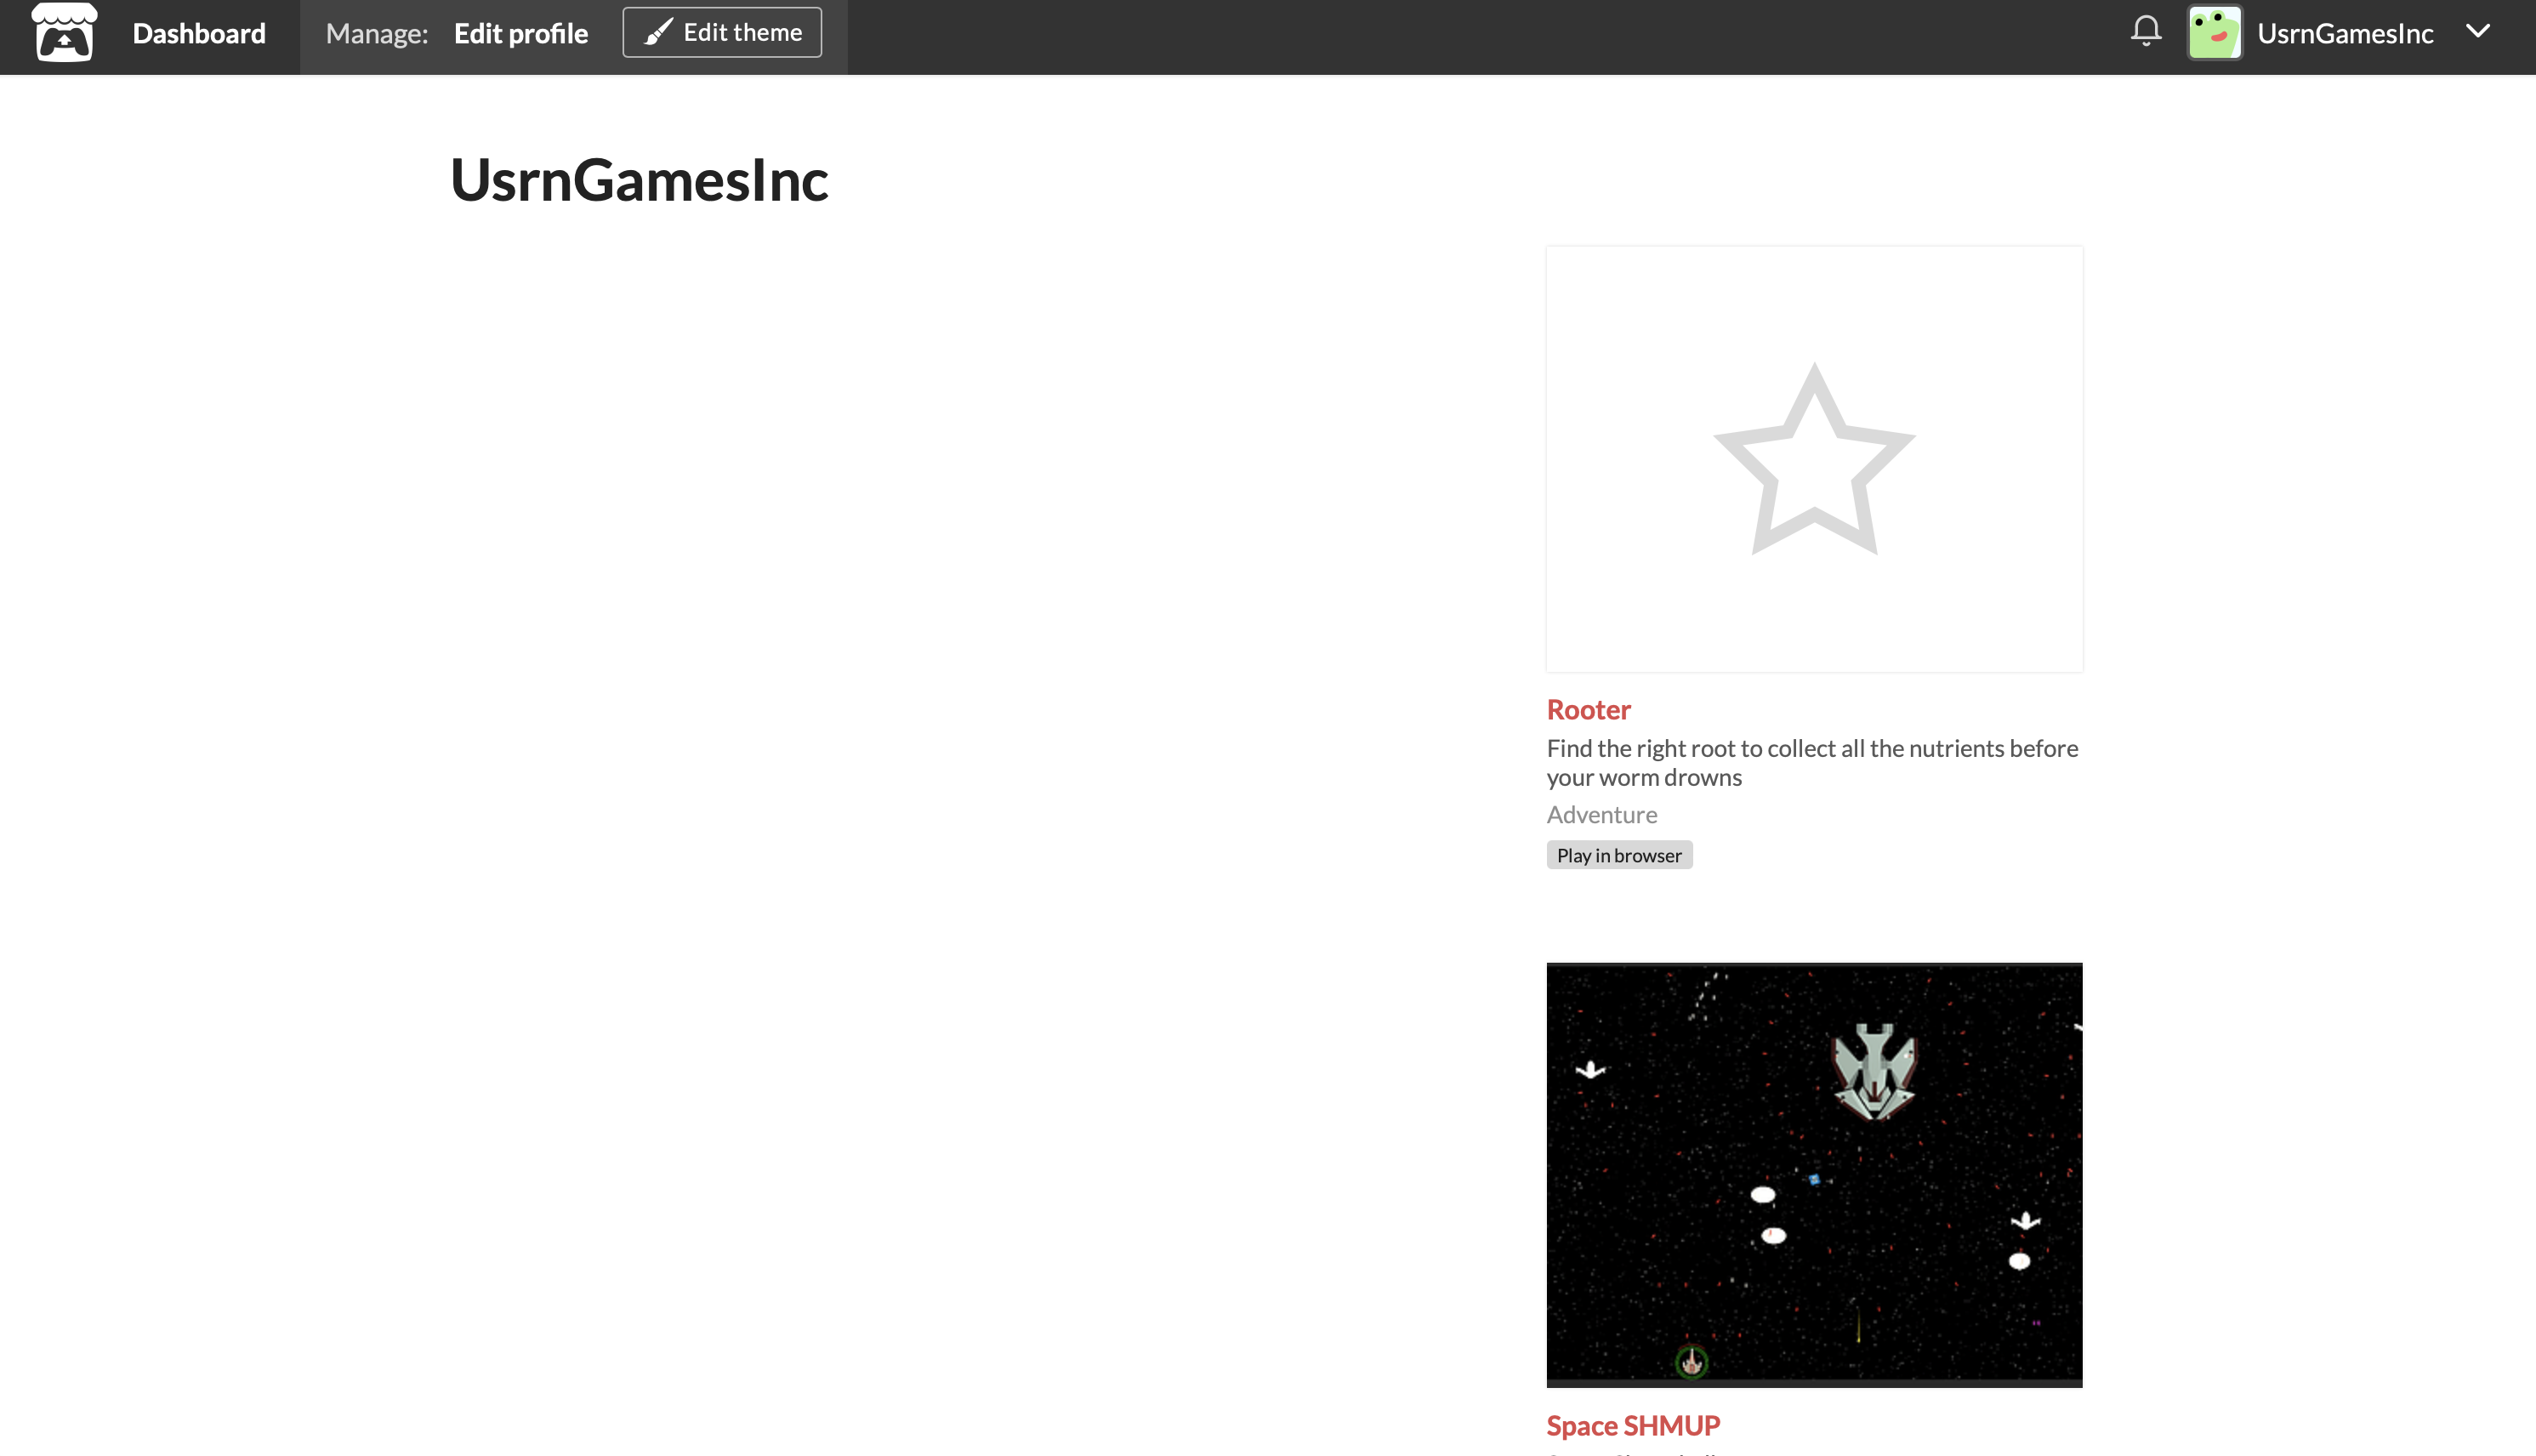 Dashboard
Manage: Edit profile Edit theme
UsrnGamesInc
UsrnGamesInc
Rooter
Find the right root to collect all the nutrients before
your worm drowns
Adventure
Play in browser
Space SHMUP